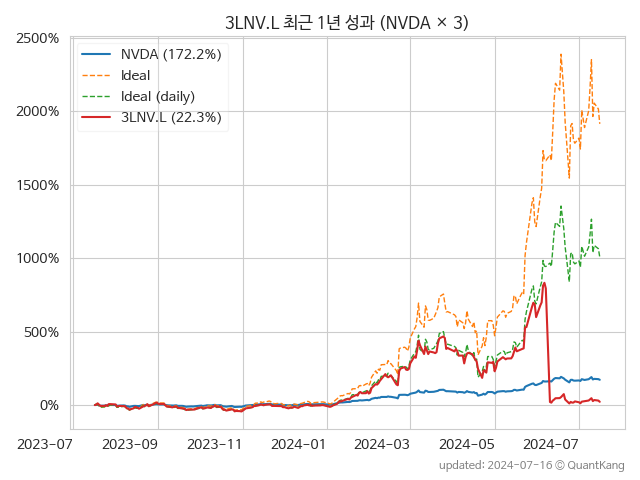 3LNV.L 최근 1년 성과 (NVDA × 3)
2500%
2000%
1500%
1000%
500%
0%
NVDA (172.2%)
Ideal
Ideal (daily)
3LNV.L (22.3%)
2023-07 2023-09 2023-11 2024-01 2024-03 2024-05 2024-07
updated: 2024-07-16 © QuantKang